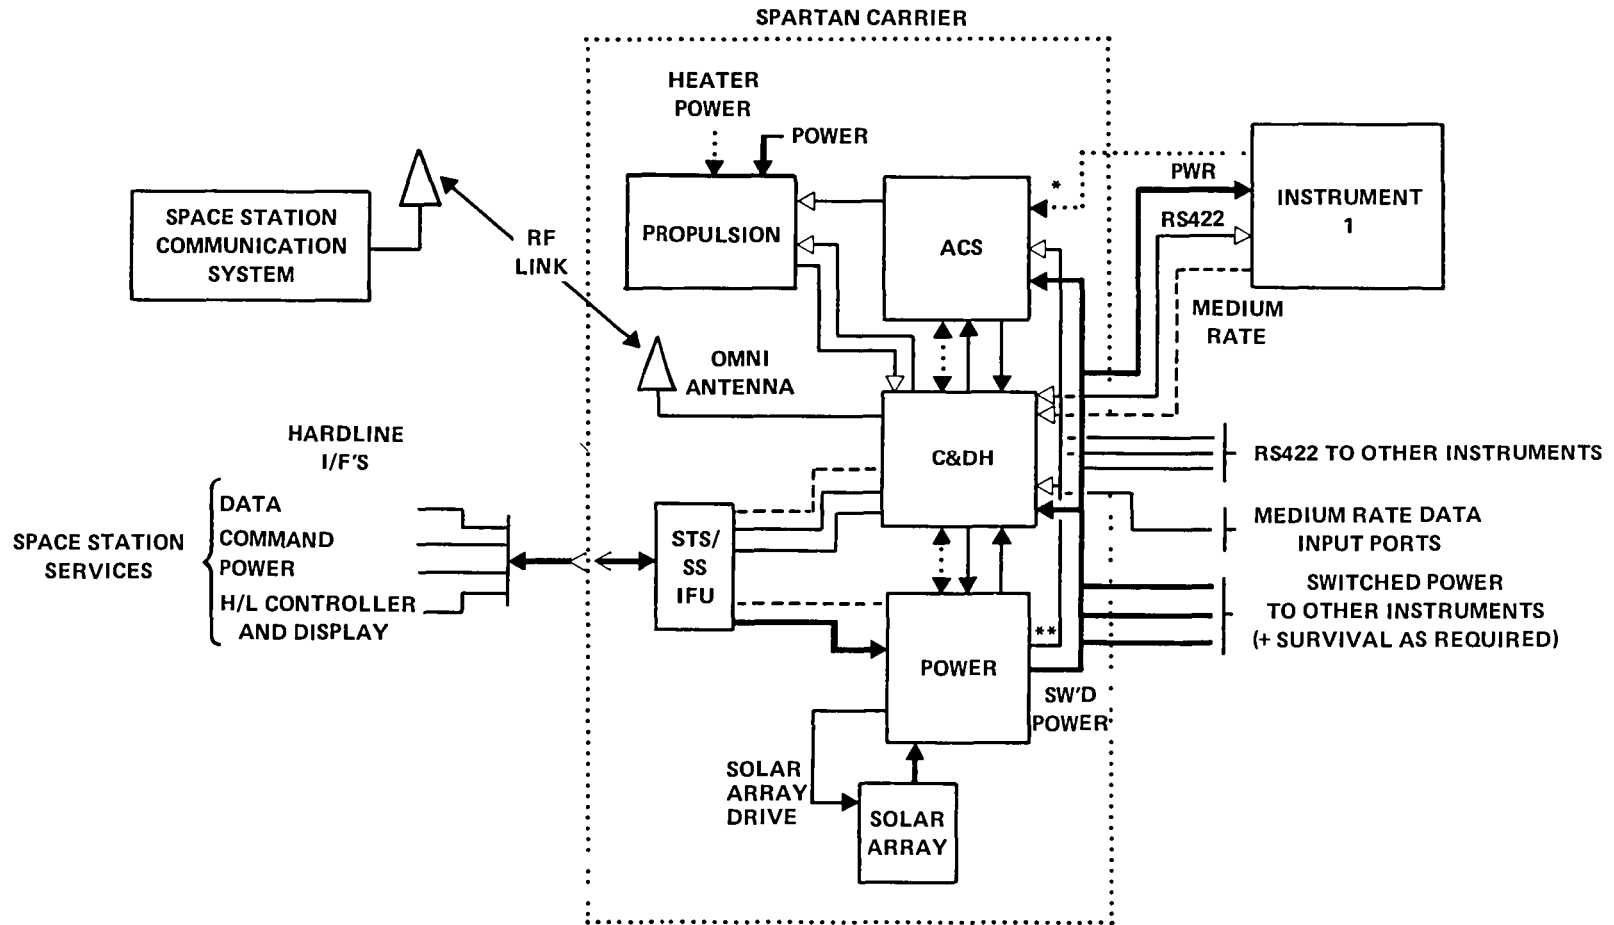 SPARTAN CARRIER
HEATER
POWER
POWER
PROPULSION
ACS
*
PWR
RS422
INSTRUMENT
1
MEDIUM
RATE
SPACE STATION
COMMUNICATION
SYSTEM
RF
LINK
OMNI
ANTENNA
C&DH
HARDLINE
I/F'S
SPACE STATION
SERVICES
DATA
COMMAND
POWER
H/L CONTROLLER
AND DISPLAY
STS/
SS
IFU
RS422 TO OTHER INSTRUMENTS
MEDIUM RATE DATA
INPUT PORTS
SWITCHED POWER
TO OTHER INSTRUMENTS
(+ SURVIVAL AS REQUIRED)
**
POWER
SW'D
POWER
SOLAR
ARRAY
DRIVE
SOLAR
ARRAY